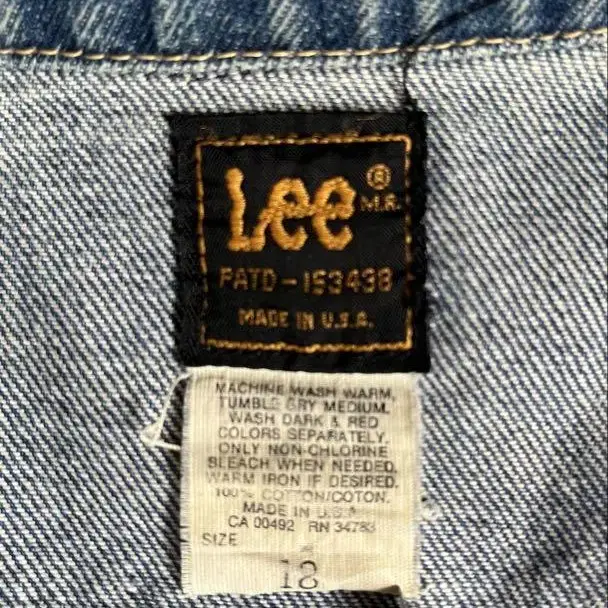 Lee ® M.R.
PATD-153438
MADE IN U.S.A.
MACHINE WASH WARM,
TUMBLE DRY MEDIUM.
WASH DARK & RED
COLORS SEPARATELY.
ONLY NON-CHLORINE
BLEACH WHEN NEEDED.
WARM IRON IF DESIRED.
100% COTTON/COTON.
MADE IN U.S.A.
CA 00492 RN 34783
SIZE
18